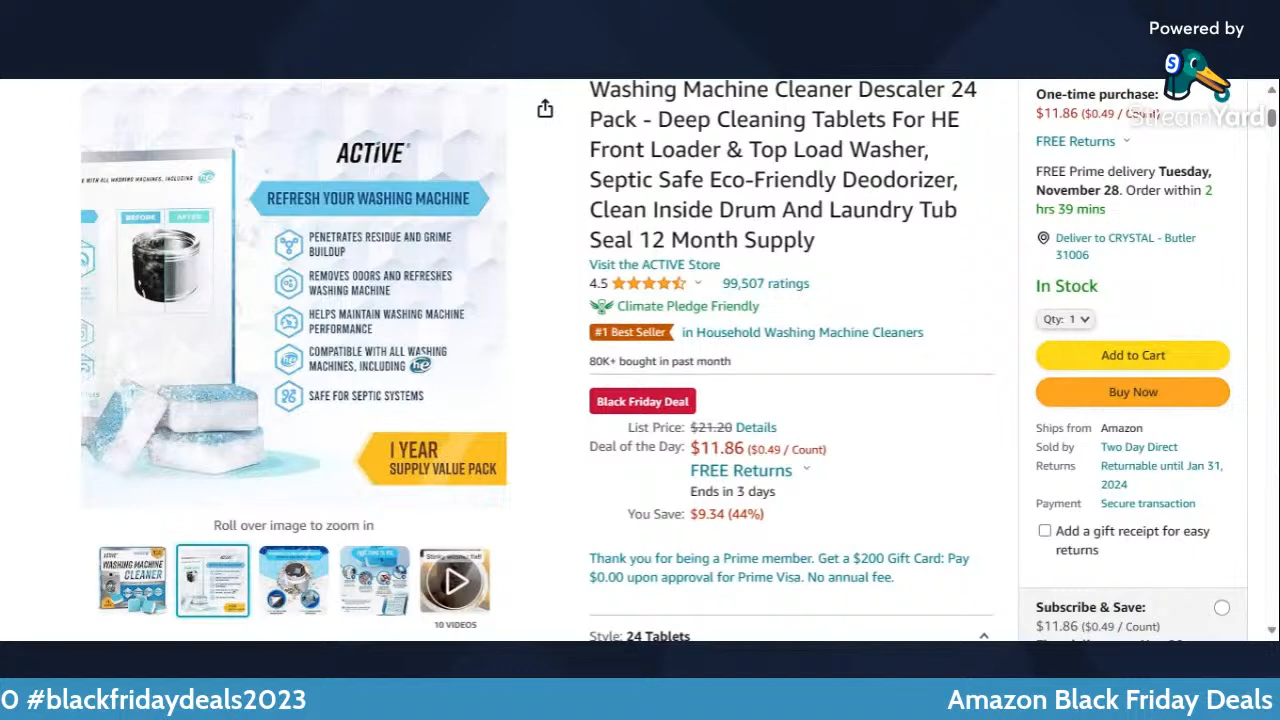 Powered by
StreamYard
ACTIVE
REFRESH YOUR WASHING MACHINE
BEFORE AFTER
PENETRATES RESIDUE AND GRIME
BUILDUP
REMOVES ODORS AND REFRESHES
WASHING MACHINE
HELPS MAINTAIN WASHING MACHINE
PERFORMANCE
COMPATIBLE WITH ALL WASHING
MACHINES, INCLUDING he
SAFE FOR SEPTIC SYSTEMS
1 YEAR
SUPPLY VALUE PACK
Roll over image to zoom in
ACTIVE
WASHING MACHINE
CLEANER
10 VIDEOS
Washing Machine Cleaner Descaler 24
Pack - Deep Cleaning Tablets For HE
Front Loader & Top Load Washer,
Septic Safe Eco-Friendly Deodorizer,
Clean Inside Drum And Laundry Tub
Seal 12 Month Supply
Visit the ACTIVE Store
4.5 99,507 ratings
Climate Pledge Friendly
#1 Best Seller in Household Washing Machine Cleaners
80K+ bought in past month
Black Friday Deal
List Price: $21.20 Details
Deal of the Day: $11.86 ($0.49 / Count)
FREE Returns
Ends in 3 days
You Save: $9.34 (44%)
Thank you for being a Prime member. Get a $200 Gift Card: Pay
$0.00 upon approval for Prime Visa. No annual fee.
Style: 24 Tablets
One-time purchase:
$11.86 ($0.49 / Count)
FREE Returns
FREE Prime delivery Tuesday,
November 28. Order within 2
hrs 39 mins
Deliver to CRYSTAL - Butler
31006
In Stock
Qty: 1
Add to Cart
Buy Now
Ships from Amazon
Sold by Two Day Direct
Returns Returnable until Jan 31,
2024
Payment Secure transaction
Add a gift receipt for easy
returns
Subscribe & Save:
$11.86 ($0.49 / Count)
0 #blackfridaydeals2023
Amazon Black Friday Deals